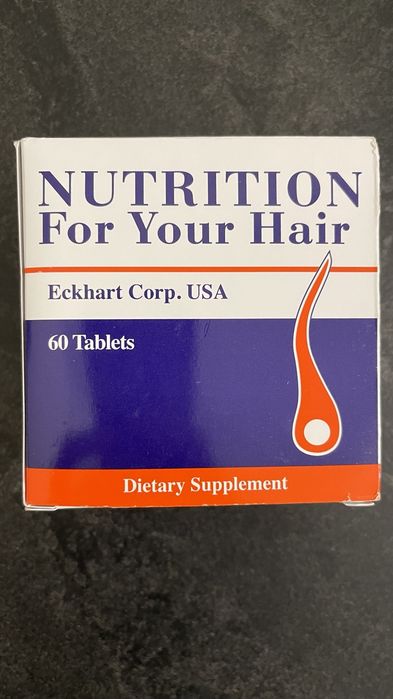 NUTRITION
For Your Hair
Eckhart Corp. USA
60 Tablets
Dietary Supplement